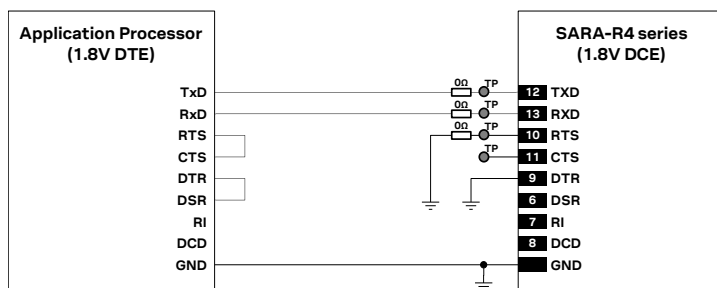 Application Processor
(1.8V DTE)
SARA-R4 series
(1.8V DCE)
TxD 0Ω TP 12 TXD
RxD 0Ω TP 13 RXD
RTS 0Ω TP 10 RTS
CTS TP 11 CTS
DTR 9 DTR
DSR 6 DSR
RI 7 RI
DCD 8 DCD
GND GND